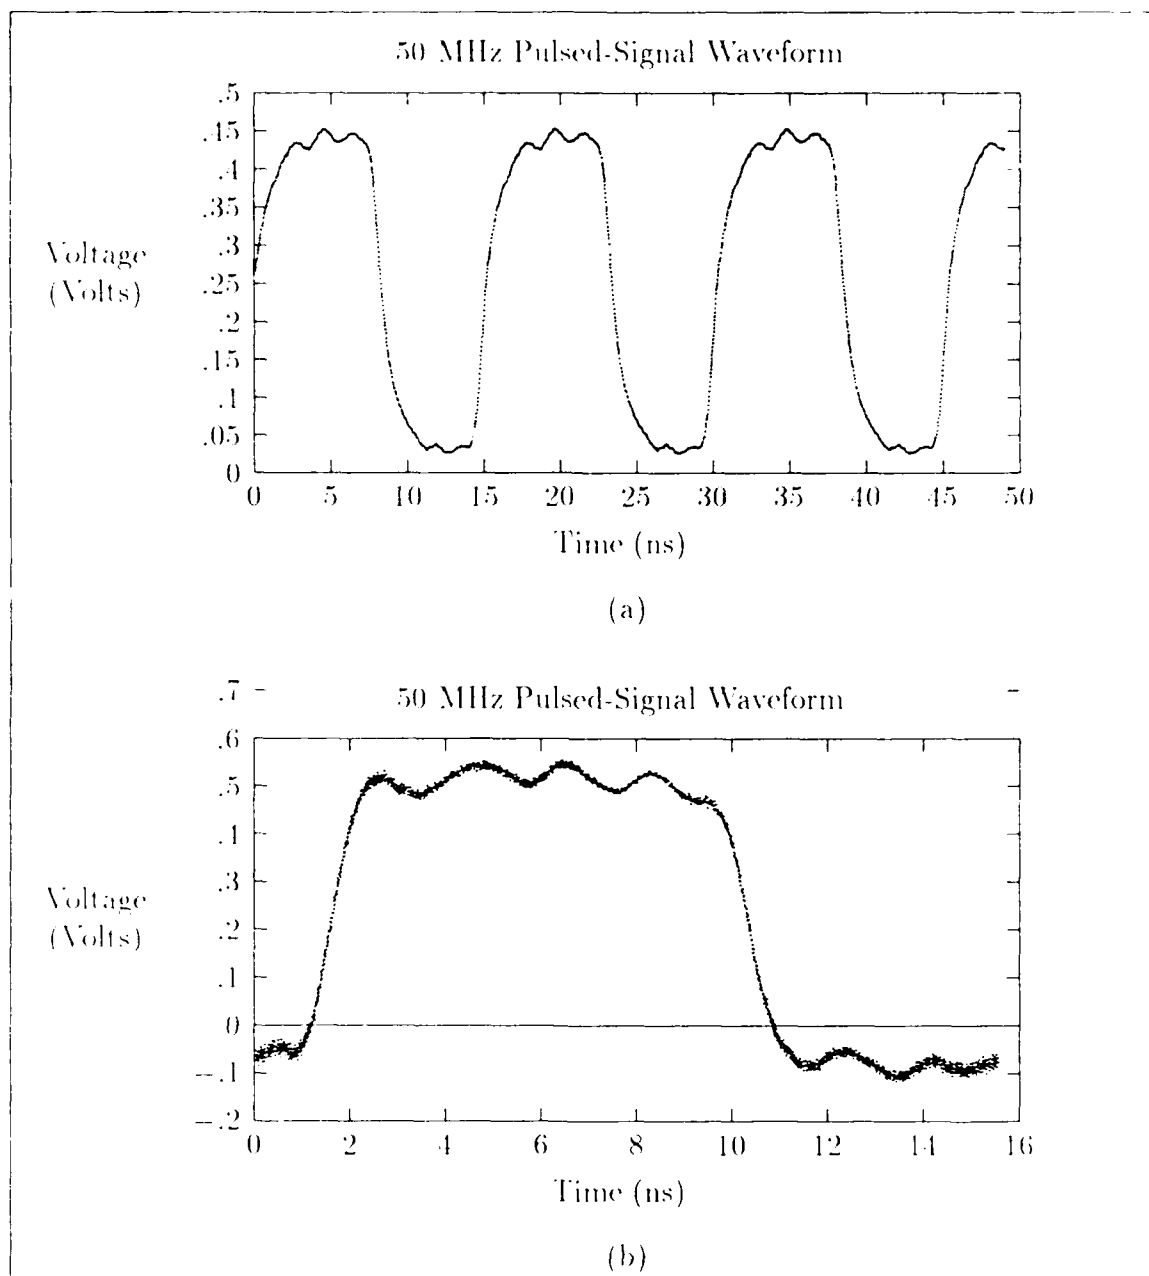 50 MHz Pulsed-Signal Waveform
.5
.45
.4
.35
.3
.25
.2
.15
.1
.05
0
Voltage
(Volts)
0 5 10 15 20 25 30 35 40 45 50
Time (ns)
(a)
.7
50 MHz Pulsed-Signal Waveform
.6
.5
.4
.3
.2
.1
0
-.1
-.2
Voltage
(Volts)
0 2 4 6 8 10 12 14 16
Time (ns)
(b)